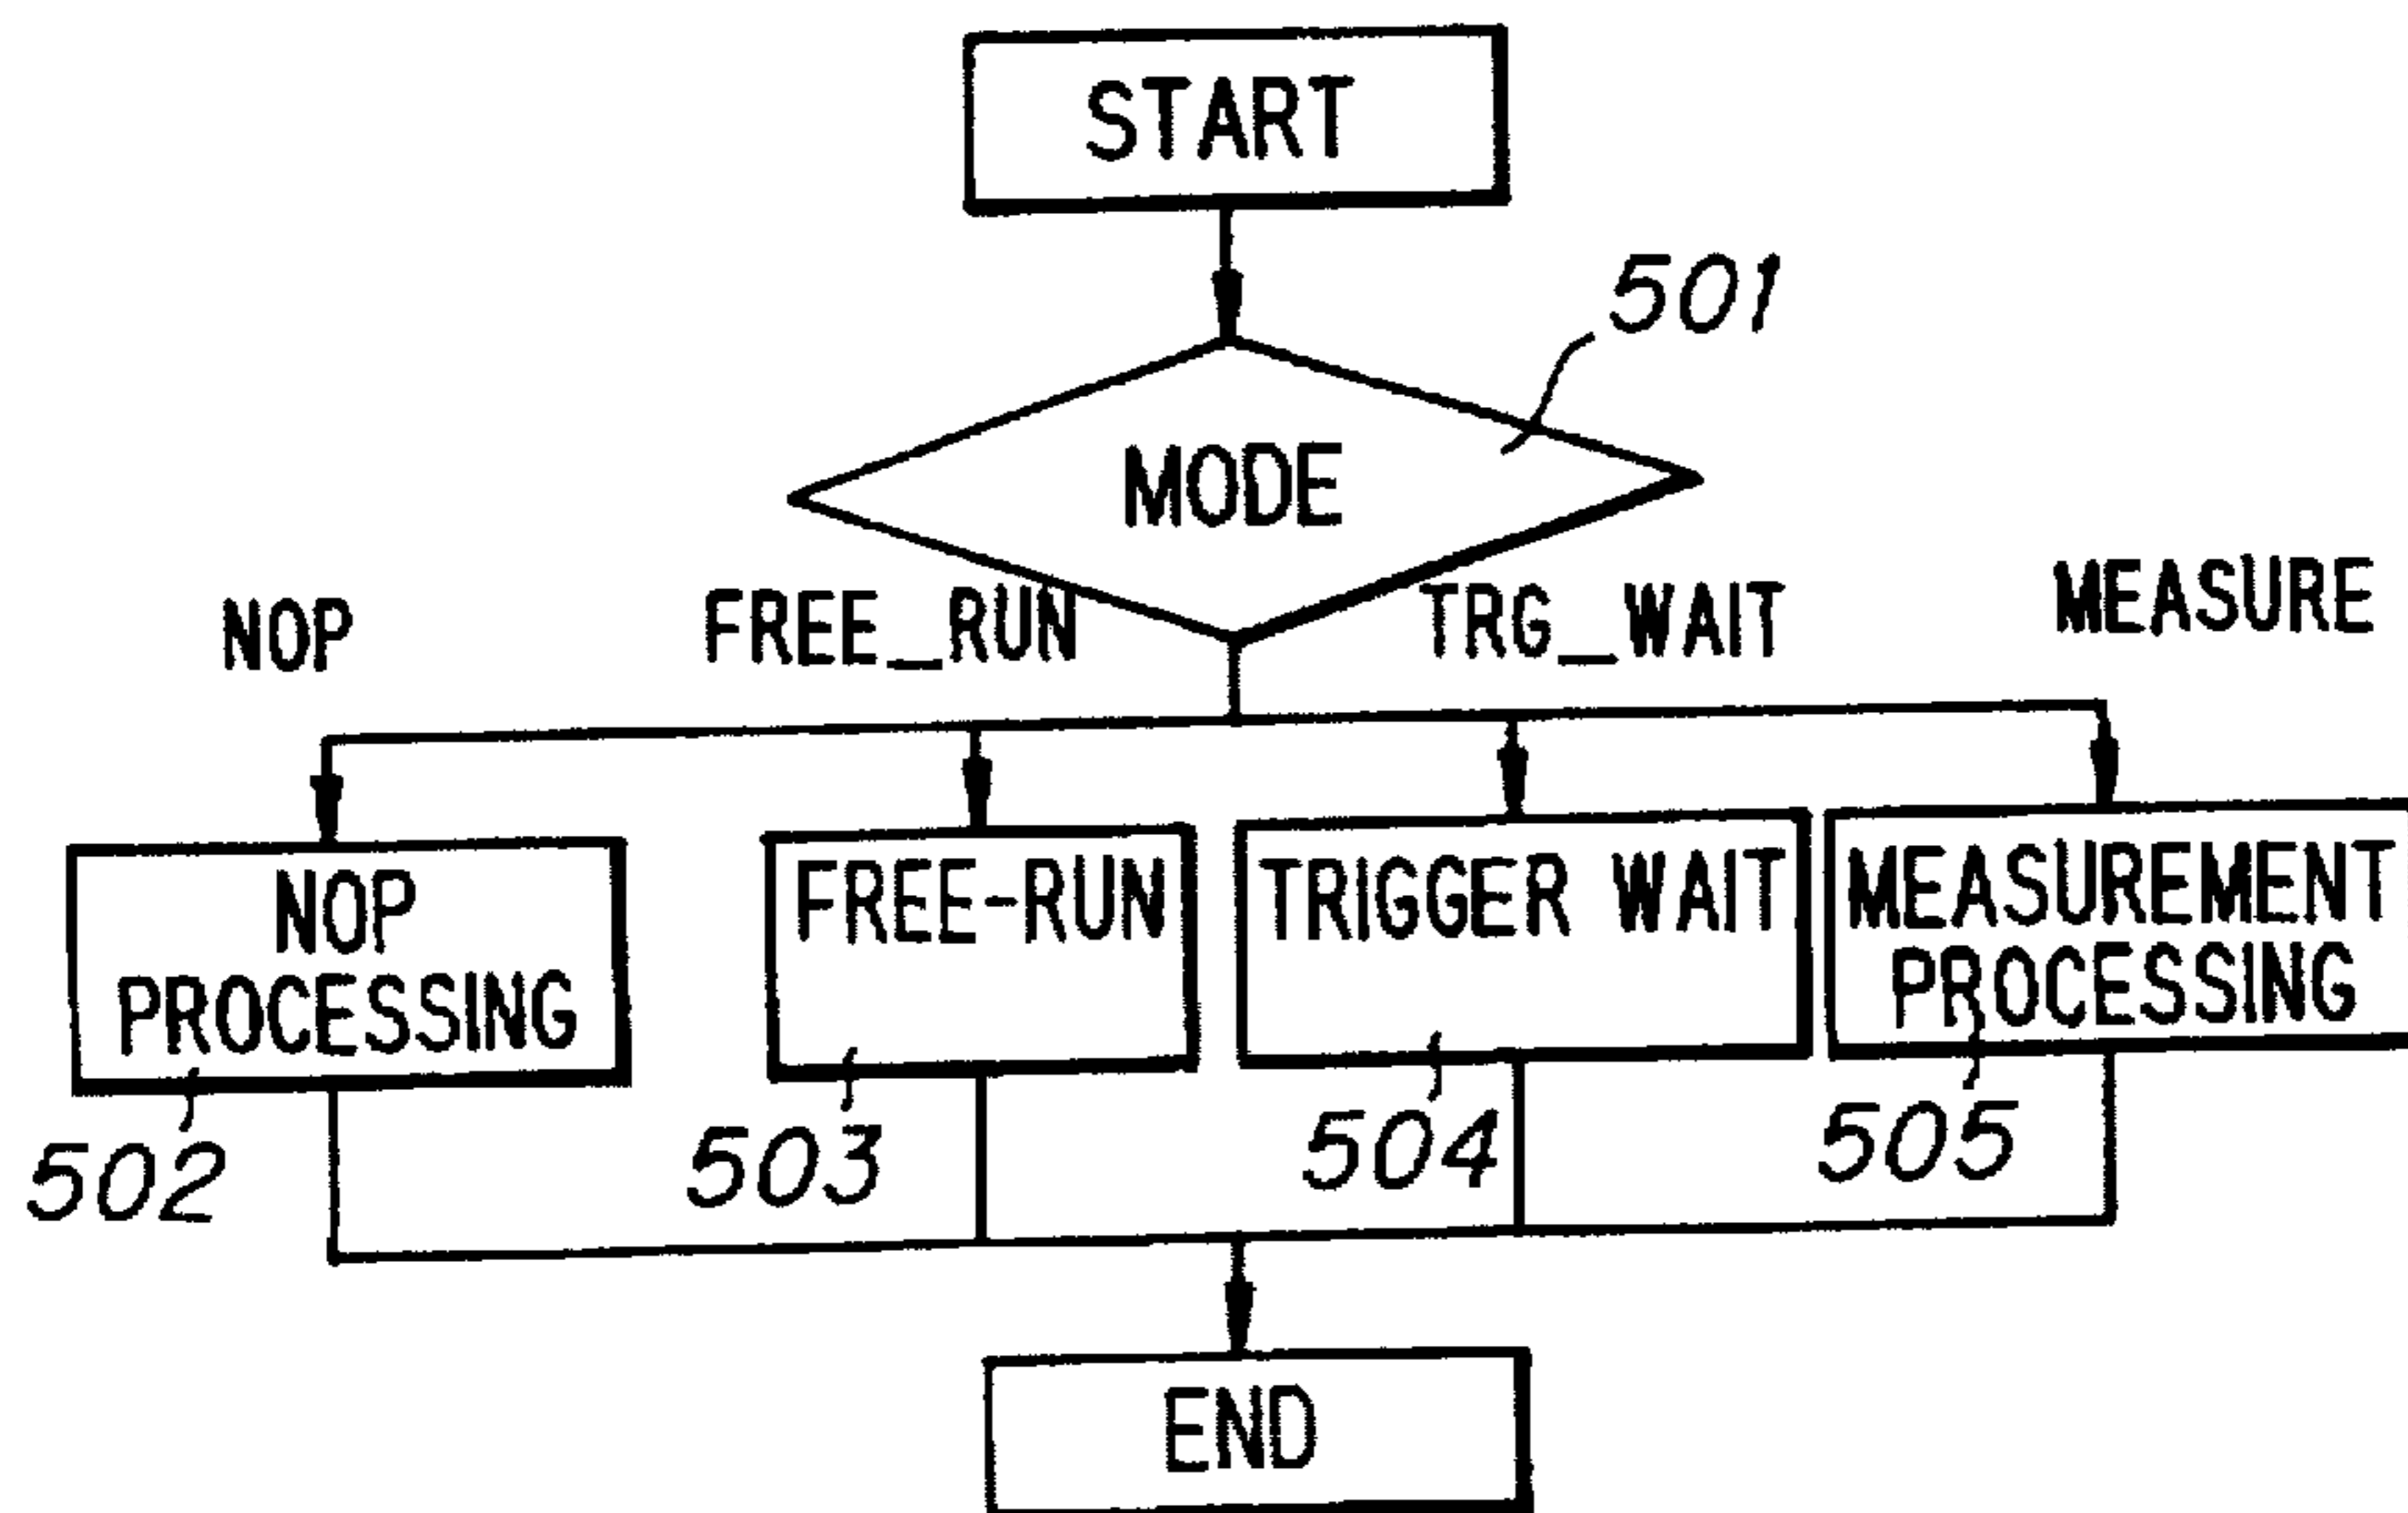 START
501
MODE
NOP
FREE_RUN
TRG_WAIT
MEASURE
NOP
PROCESSING
FREE-RUN
TRIGGER WAIT
MEASUREMENT
PROCESSING
502
503
504
505
END